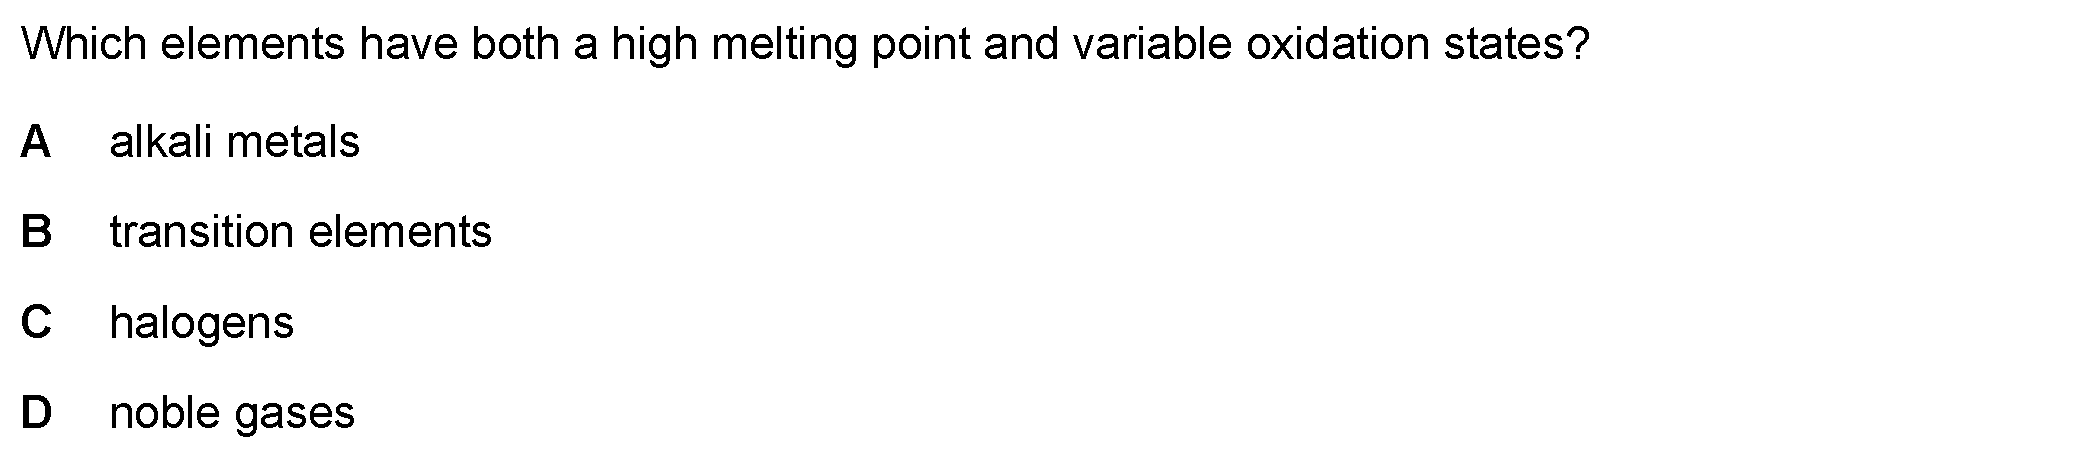 Which elements have both a high melting point and variable oxidation states?
A alkali metals
B transition elements
C halogens
D noble gases